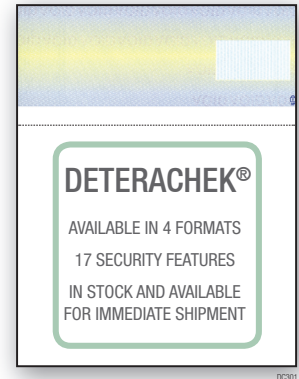 DETERACHEK®
AVAILABLE IN 4 FORMATS
17 SECURITY FEATURES
IN STOCK AND AVAILABLE
FOR IMMEDIATE SHIPMENT
DC301